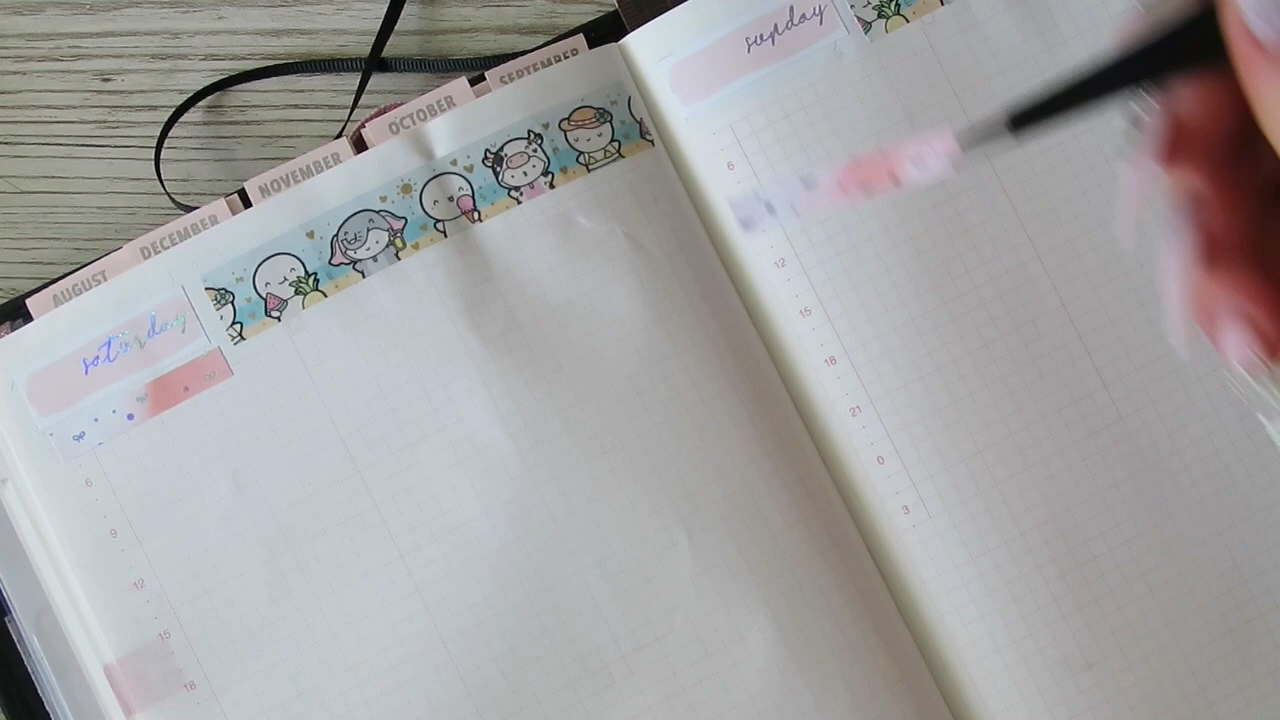 SEPTEMBER
OCTOBER
NOVEMBER
DECEMBER
AUGUST
saturday
6
9
12
15
18
sunday
6
12
15
18
21
0
3